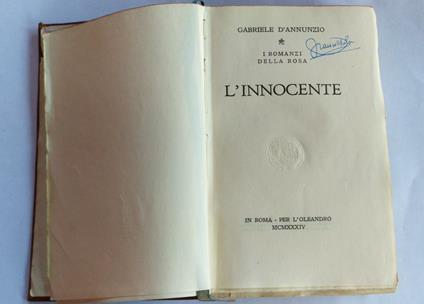 GABRIELE D'ANNUNZIO
I ROMANZI
DELLA ROSA
L'INNOCENTE
IN ROMA - PER L'OLEANDRO
MCMXXXIV